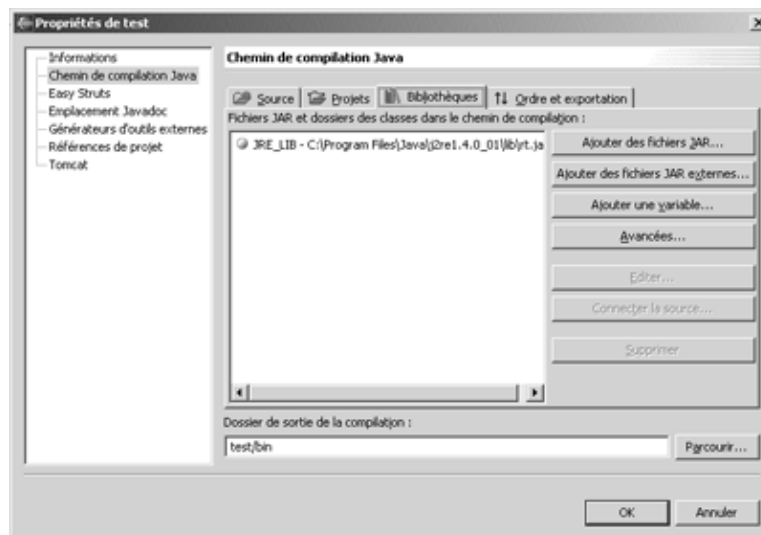 Propriétés de test
Informations
Chemin de compilation Java
Easy Struts
Emplacement Javadoc
Générateurs d'outils externes
Références de projet
Tomcat
Chemin de compilation Java
Source Projets Bibliothèques Ordre et exportation
Fichiers JAR et dossiers des classes dans le chemin de compilation :
JRE_LIB - C:\Program Files\Java\j2re1.4.0_01\lib\rt.ja
Ajouter des fichiers JAR...
Ajouter des fichiers JAR externes...
Ajouter une variable...
Avancées...
Editer...
Connecter la source...
Supprimer
Dossier de sortie de la compilation :
test/bin
Parcourir...
OK
Annuler